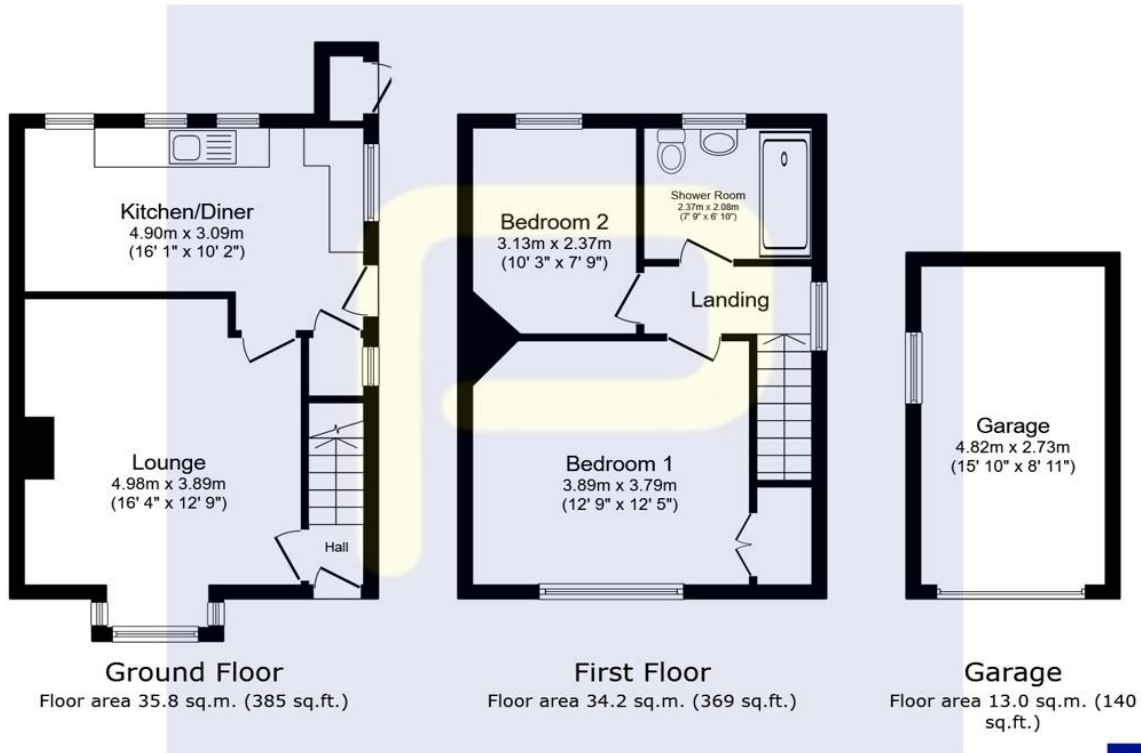 Kitchen/Diner
4.90m x 3.09m
(16' 1" x 10' 2")
Lounge
4.98m x 3.89m
(16' 4" x 12' 9")
Hall
Ground Floor
Floor area 35.8 sq.m. (385 sq.ft.)
Bedroom 2
3.13m x 2.37m
(10' 3" x 7' 9")
Shower Room
2.37m x 2.08m
(7' 9" x 6' 10")
Landing
Bedroom 1
3.89m x 3.79m
(12' 9" x 12' 5")
First Floor
Floor area 34.2 sq.m. (369 sq.ft.)
Garage
4.82m x 2.73m
(15' 10" x 8' 11")
Garage
Floor area 13.0 sq.m. (140
sq.ft.)